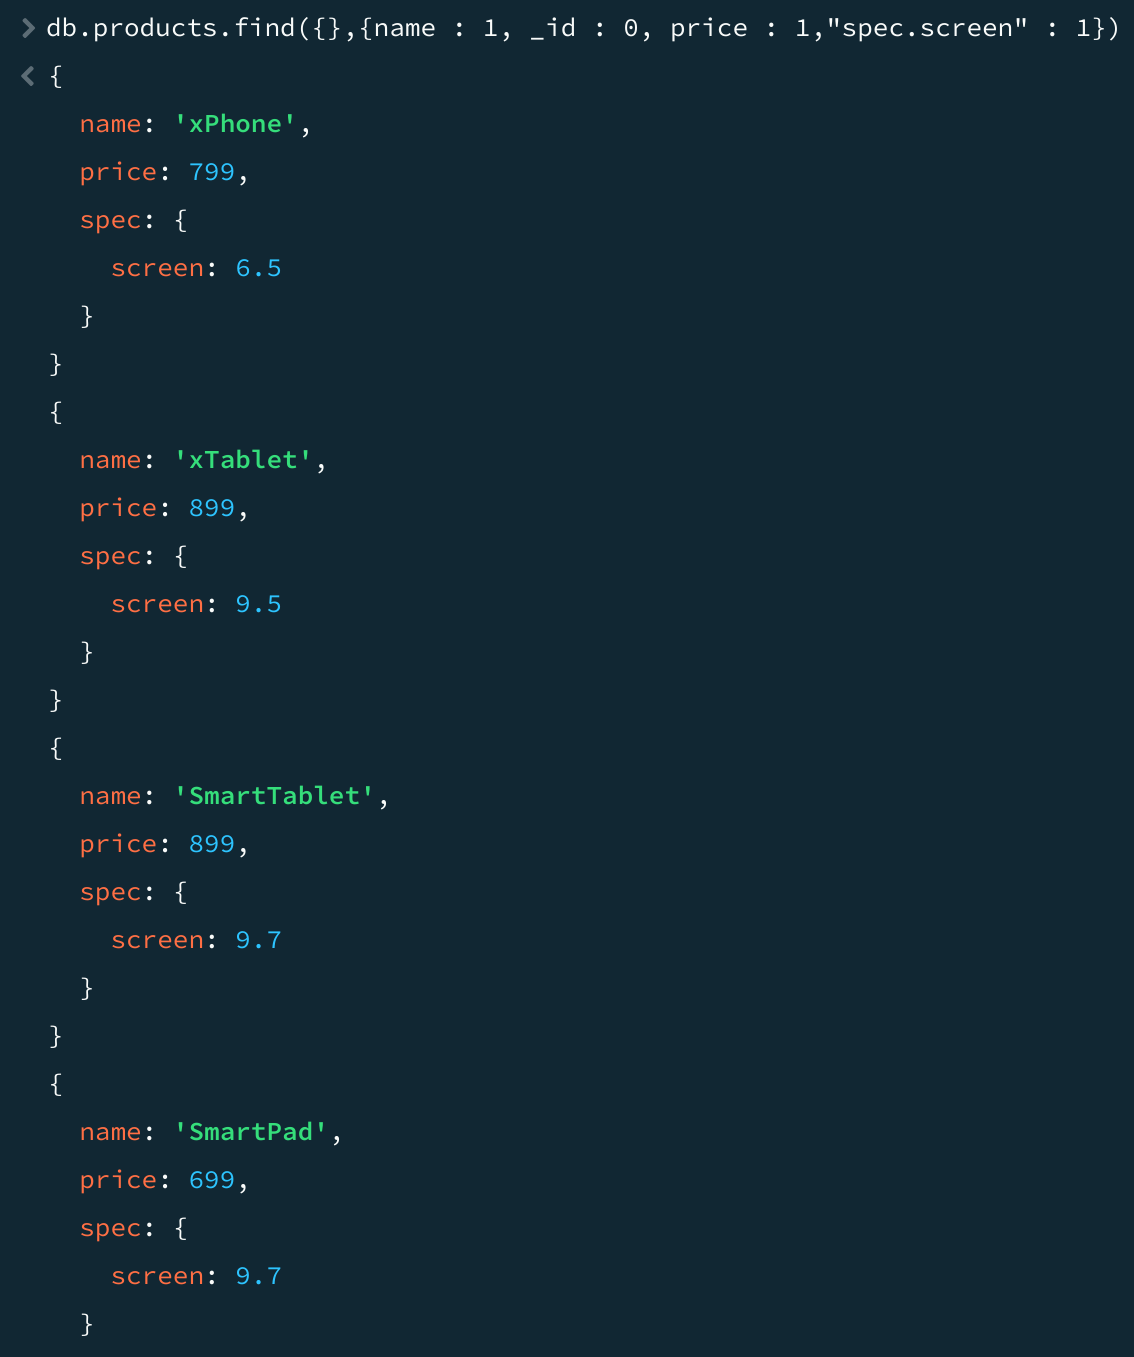 > db.products.find({},{name : 1, _id : 0, price : 1,"spec.screen" : 1})
< {
name: 'xPhone',
price: 799,
spec: {
screen: 6.5
}
}
{
name: 'xTablet',
price: 899,
spec: {
screen: 9.5
}
}
{
name: 'SmartTablet',
price: 899,
spec: {
screen: 9.7
}
}
{
name: 'SmartPad',
price: 699,
spec: {
screen: 9.7
}